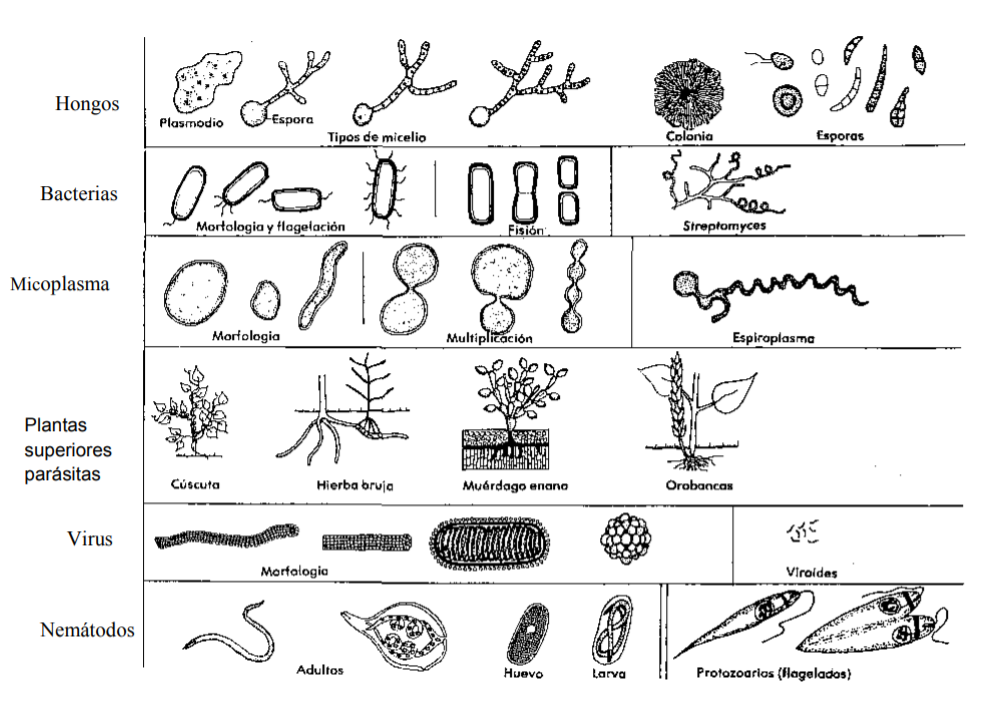 Hongos
Plasmodio
Espora
Tipos de micelio
Colonia
Esporas
Bacterias
Morfologia y flagelación
Fisión
Streptomyces
Micoplasma
Morfologia
Multiplicación
Espiroplasma
Plantas
superiores
parásitas
Cúscuta
Hierba bruja
Muérdago enano
Orobancas
Virus
Morfologia
Viroides
Nemátodos
Adultos
Huevo
Larva
Protozoarios (flagelados)